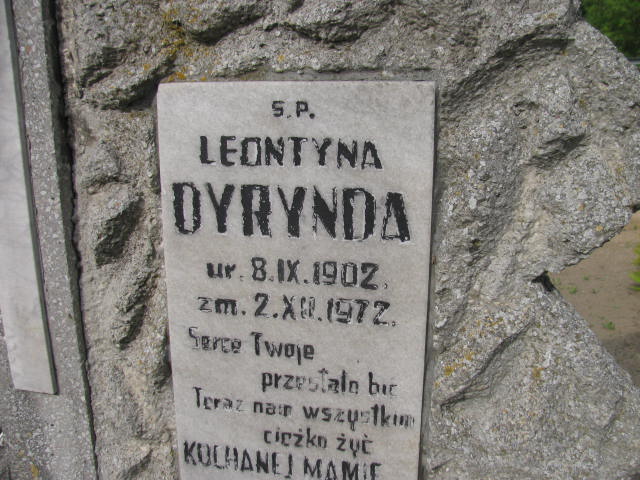 Ś.P.
LEONTYNA
DYRYNDA
ur. 8.IX.1902.
zm. 2.XII.1972.
Serce Twoje
przestało bić
Teraz nam wszystkim
ciężko żyć
KOCHANEJ MAMIE